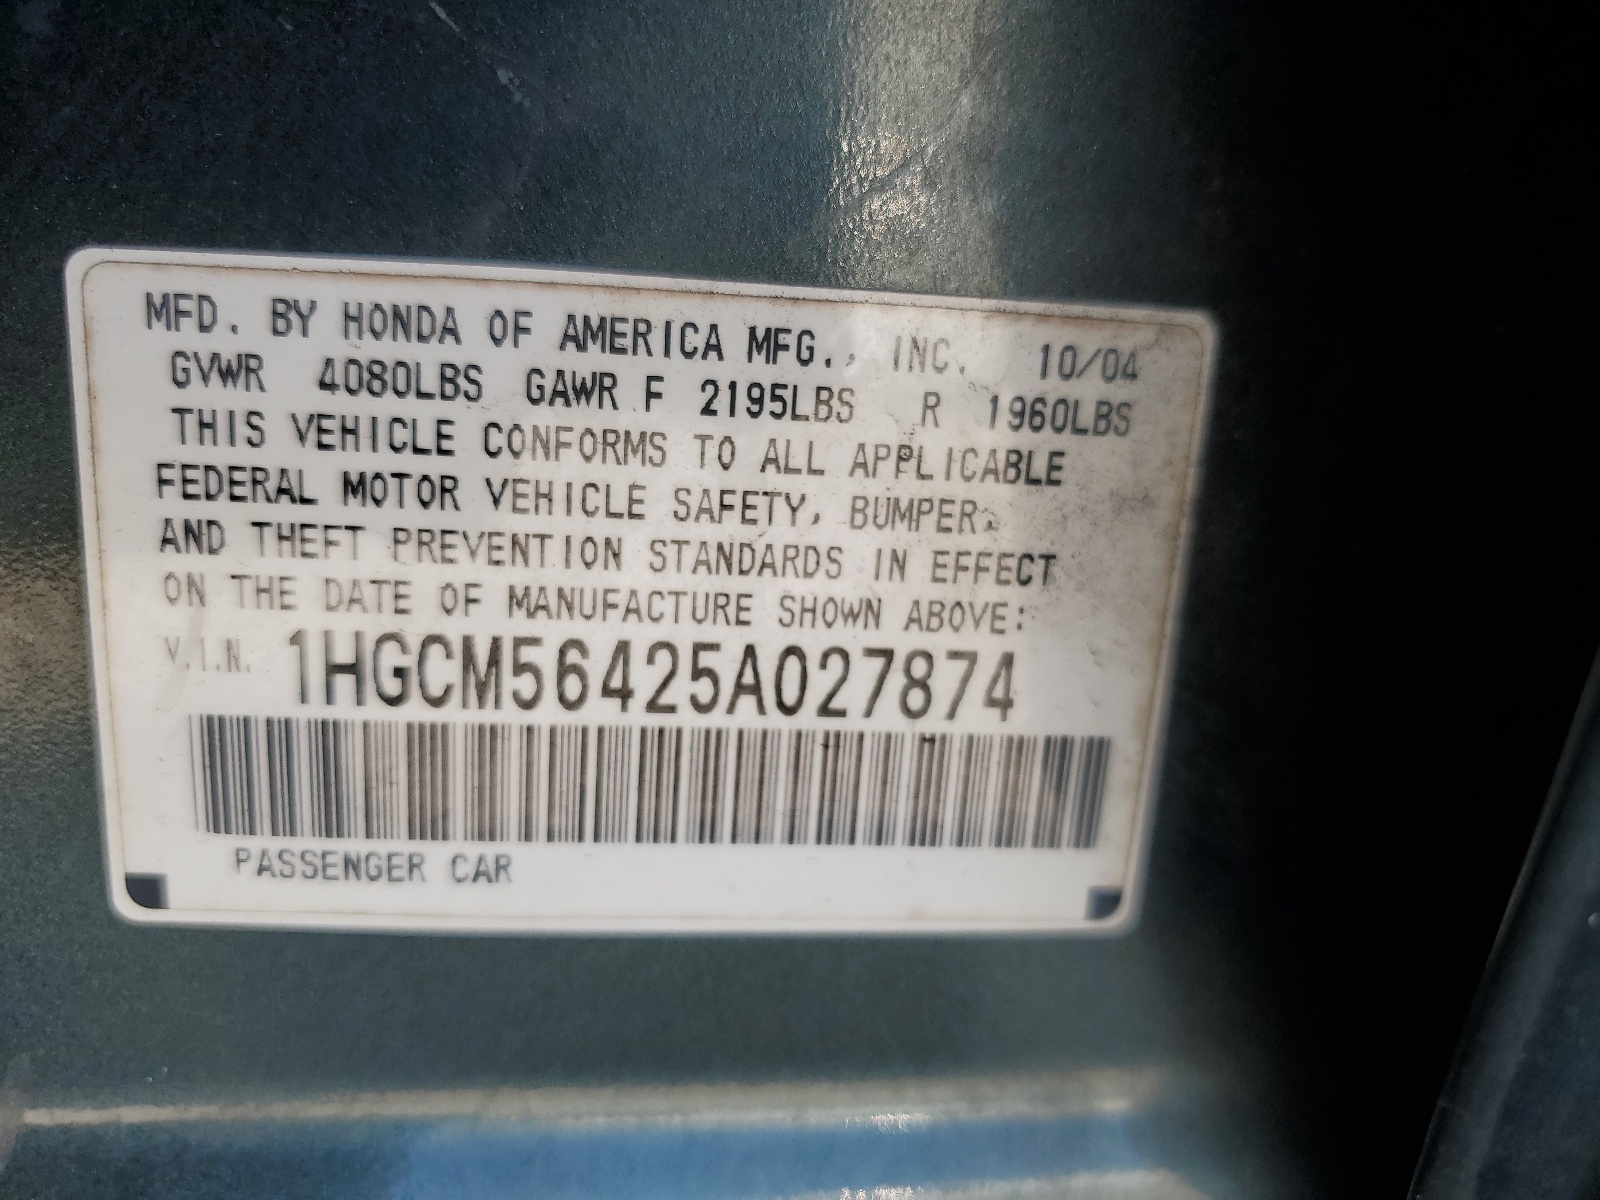 MFD. BY HONDA OF AMERICA MFG., INC. 10/04
GVWR 4080LBS GAWR F 2195LBS R 1960LBS
THIS VEHICLE CONFORMS TO ALL APPLICABLE
FEDERAL MOTOR VEHICLE SAFETY, BUMPER,
AND THEFT PREVENTION STANDARDS IN EFFECT
ON THE DATE OF MANUFACTURE SHOWN ABOVE:
V.I.N. 1HGCM56425A027874
PASSENGER CAR